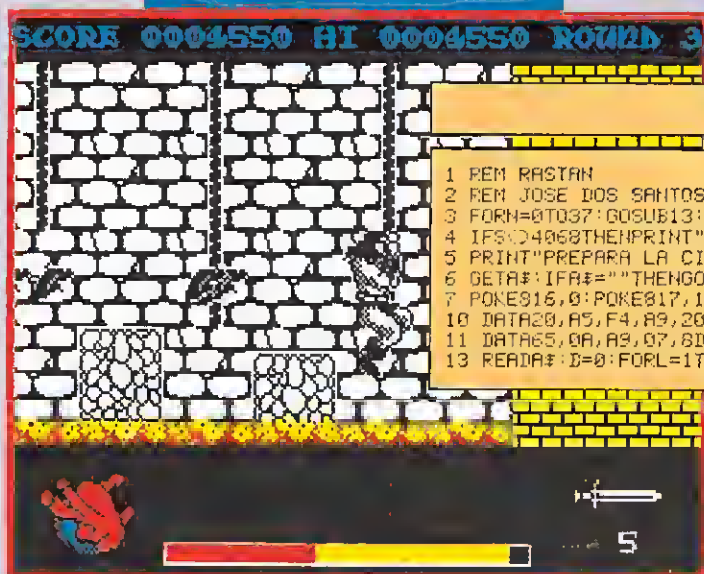 SCORE 0004550 HI 0004550 ROUND 3
1 REM RASTAN
2 REM JOSE DOS SANTOS
3 FORN=0TO37:GOSUB13:
4 IFS<>4068THENPRINT"
5 PRINT"PREPARA LA CI
6 GETA$:IFA$=""THENGO
7 POKE816,0:POKE817,1
10 DATA20,A5,F4,A9,20
11 DATA65,0A,A9,07,8D
13 READA$:D=0:FORL=1T
5